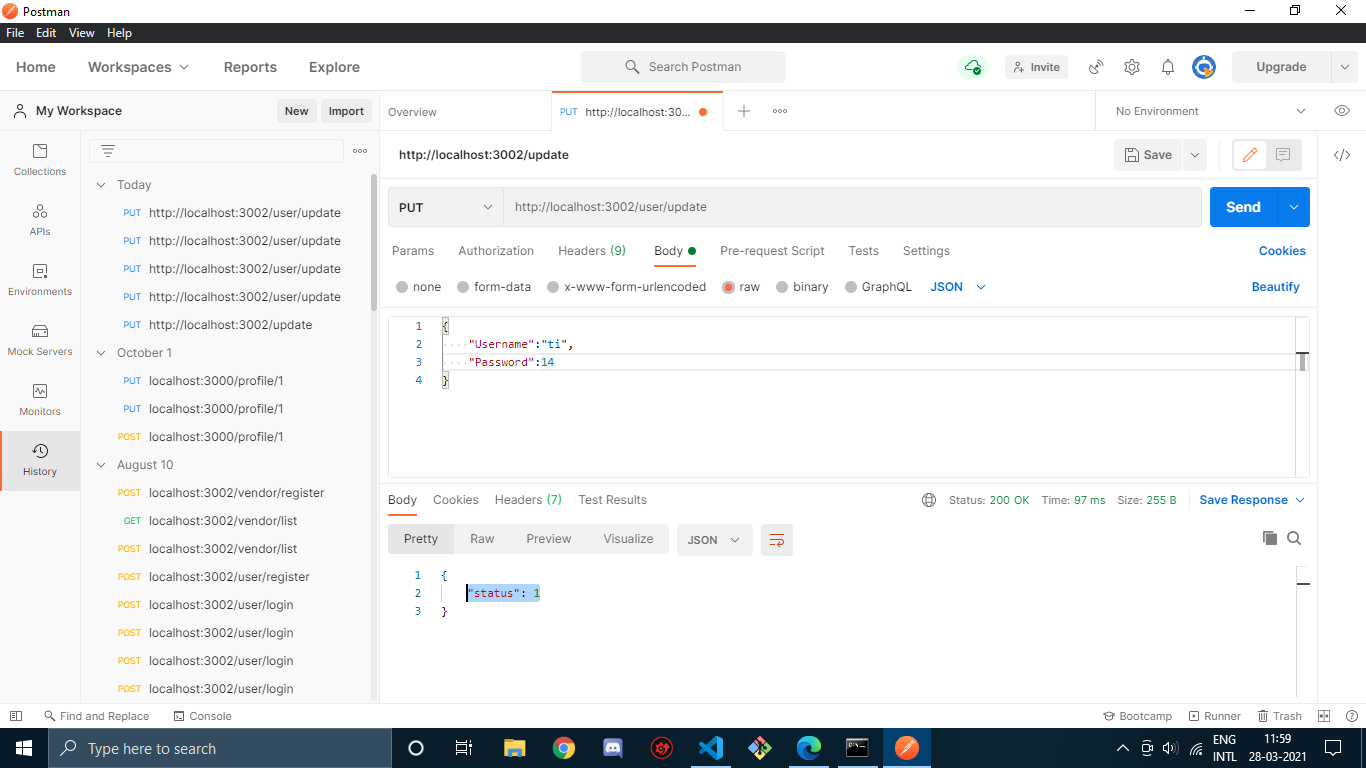 Postman
File Edit View Help
Home Workspaces Reports Explore Search Postman Invite Upgrade
My Workspace New Import
Overview PUT http://localhost:30... No Environment
Collections
APIs
Environments
Mock Servers
Monitors
History
Today
PUT http://localhost:3002/user/update
PUT http://localhost:3002/user/update
PUT http://localhost:3002/user/update
PUT http://localhost:3002/user/update
PUT http://localhost:3002/update
October 1
PUT localhost:3000/profile/1
PUT localhost:3000/profile/1
POST localhost:3000/profile/1
August 10
POST localhost:3002/vendor/register
GET localhost:3002/vendor/list
POST localhost:3002/vendor/list
POST localhost:3002/user/register
POST localhost:3002/user/login
POST localhost:3002/user/login
POST localhost:3002/user/login
POST localhost:3002/user/login
http://localhost:3002/update Save
PUT http://localhost:3002/user/update Send
Params Authorization Headers (9) Body Pre-request Script Tests Settings Cookies
none form-data x-www-form-urlencoded raw binary GraphQL JSON Beautify
1 {
2 "Username":"ti",
3 "Password":14
4 }
Body Cookies Headers (7) Test Results Status: 200 OK Time: 97 ms Size: 255 B Save Response
Pretty Raw Preview Visualize JSON
1 {
2 "status": 1
3 }
Find and Replace Console Bootcamp Runner Trash
Type here to search
ENG
INTL
11:59
28-03-2021